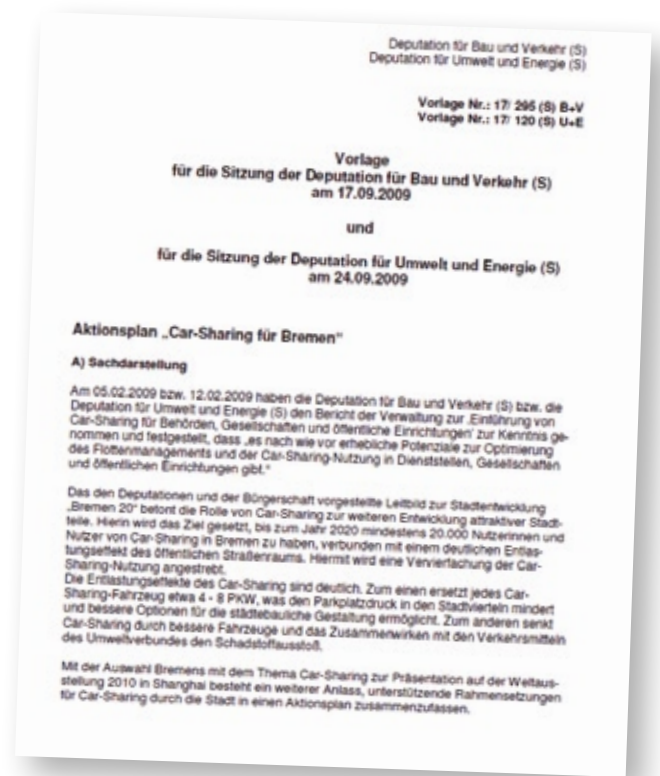 Deputation für Bau und Verkehr (S)
Deputation für Umwelt und Energie (S)
Vorlage Nr.: 17/ 295 (S) B+V
Vorlage Nr.: 17/ 120 (S) U+E
Vorlage
für die Sitzung der Deputation für Bau und Verkehr (S)
am 17.09.2009
und
für die Sitzung der Deputation für Umwelt und Energie (S)
am 24.09.2009
Aktionsplan „Car-Sharing für Bremen"
A) Sachdarstellung
Am 05.02.2009 bzw. 12.02.2009 haben die Deputation für Bau und Verkehr (S) bzw. die
Deputation für Umwelt und Energie (S) den Bericht der Verwaltung zur ‚Einführung von
Car-Sharing für Behörden, Gesellschaften und öffentliche Einrichtungen' zur Kenntnis ge-
nommen und festgestellt, dass „es nach wie vor erhebliche Potenziale zur Optimierung
des Flottenmanagements und der Car-Sharing-Nutzung in Dienststellen, Gesellschaften
und öffentlichen Einrichtungen gibt."
Das den Deputationen und der Bürgerschaft vorgestellte Leitbild zur Stadtentwicklung
„Bremen 20" betont die Rolle von Car-Sharing zur weiteren Entwicklung attraktiver Stadt-
teile. Hierin wird das Ziel gesetzt, bis zum Jahr 2020 mindestens 20.000 Nutzerinnen und
Nutzer von Car-Sharing in Bremen zu haben, verbunden mit einem deutlichen Entlas-
tungseffekt des öffentlichen Straßenraums. Hiermit wird eine Vervierfachung der Car-
Sharing-Nutzung angestrebt.
Die Entlastungseffekte des Car-Sharing sind deutlich. Zum einen ersetzt jedes Car-
Sharing-Fahrzeug etwa 4 - 8 PKW, was den Parkplatzdruck in den Stadtvierteln mindert
und bessere Optionen für die städtebauliche Gestaltung ermöglicht. Zum anderen senkt
Car-Sharing durch bessere Fahrzeuge und das Zusammenwirken mit den Verkehrsmitteln
des Umweltverbundes den Schadstoffausstoß.
Mit der Auswahl Bremens mit dem Thema Car-Sharing zur Präsentation auf der Weltaus-
stellung 2010 in Shanghai besteht ein weiterer Anlass, unterstützende Rahmensetzungen
für Car-Sharing durch die Stadt in einen Aktionsplan zusammenzufassen.